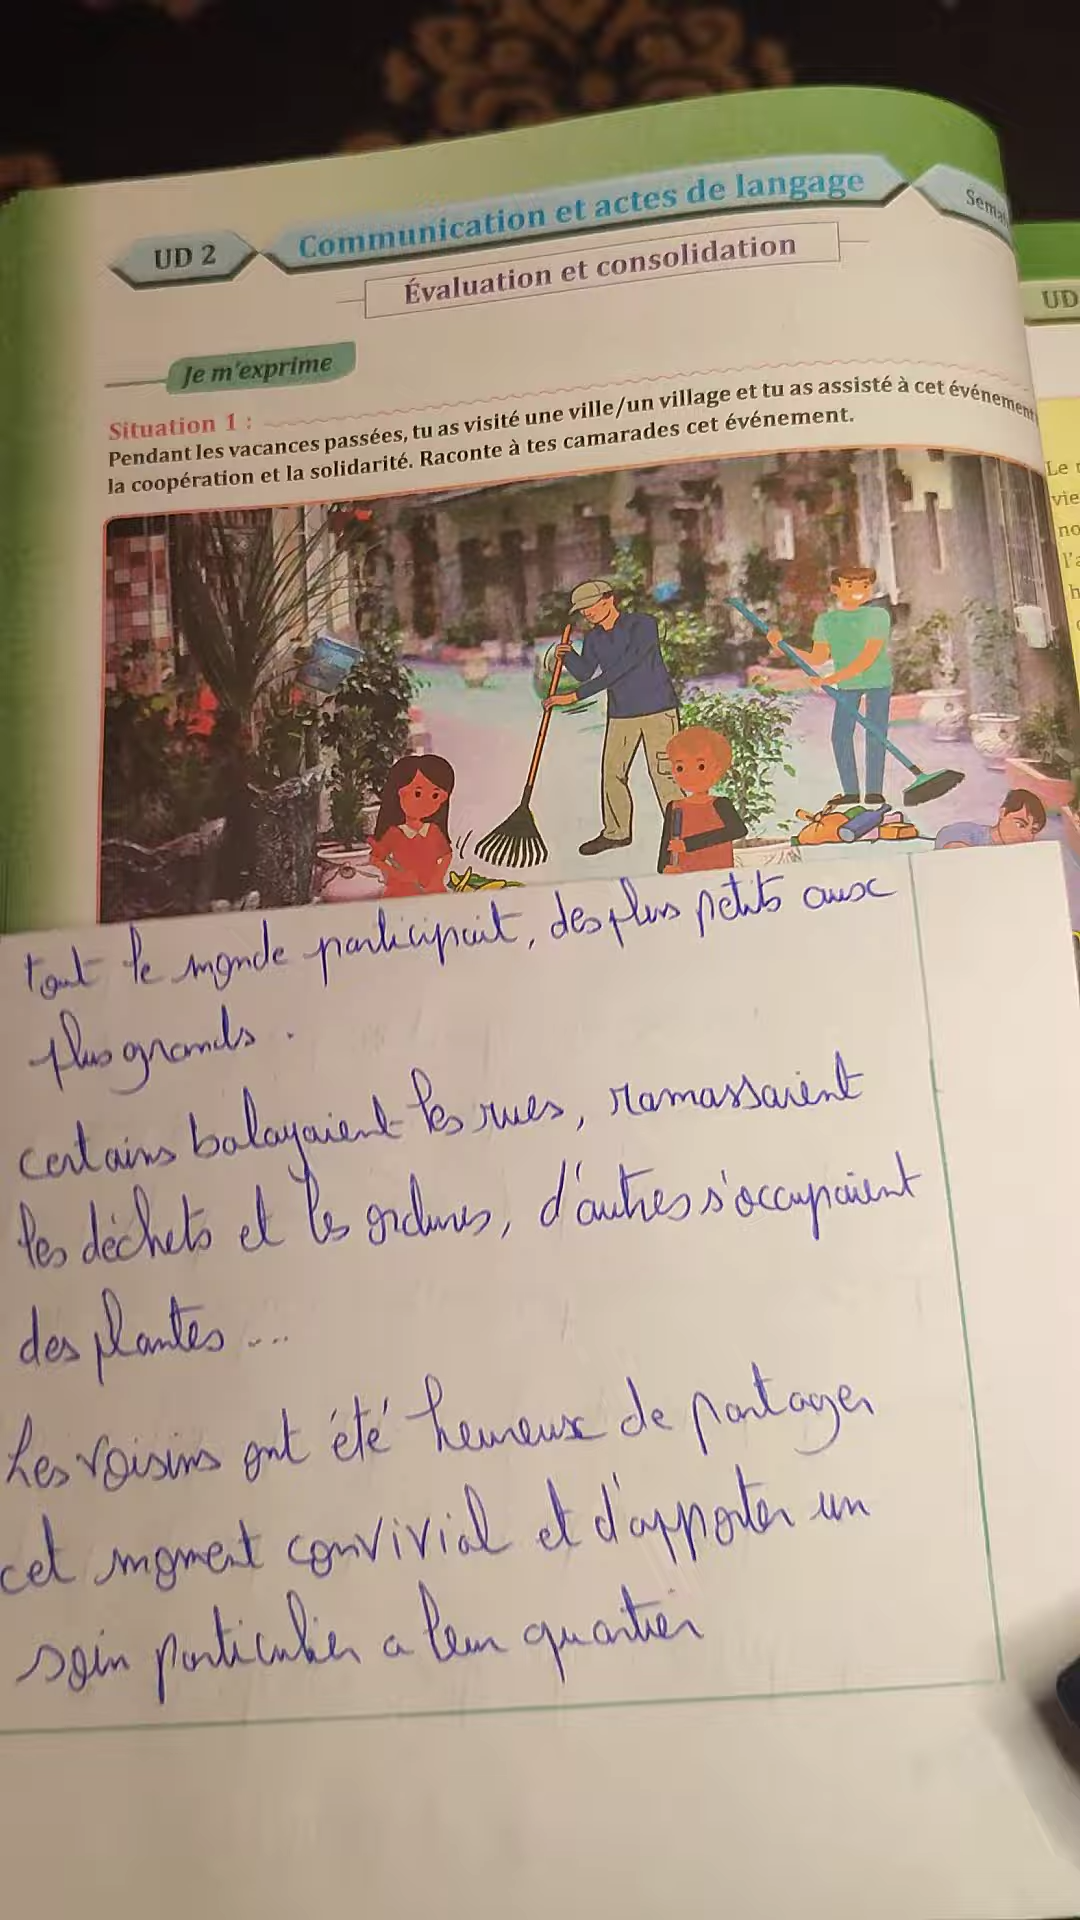 UD 2
Communication et actes de langage
Évaluation et consolidation
Je m'exprime
Situation 1 :
Pendant les vacances passées, tu as visité une ville/un village et tu as assisté à cet événement
la coopération et la solidarité. Raconte à tes camarades cet événement.
UD
Le
vie
no
l'a
h
tout le monde participait, des plus petits aux
plus grands.
certains balayaient les rues, ramassaient
les déchets et les ordures, d'autres s'occupaient
des plantes ...
Les voisins ont été heureux de partager
cet moment convivial et d'apporter un
soin particulier a leur quartier